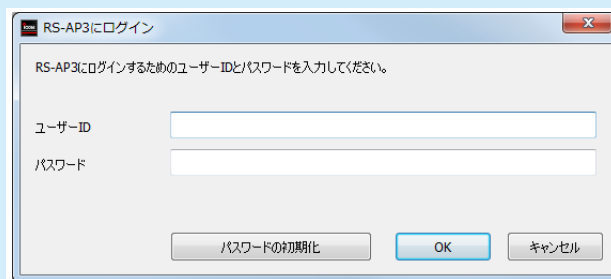 RS-AP3にログイン
RS-AP3にログインするためのユーザーIDとパスワードを入力してください。
ユーザーID
パスワード
パスワードの初期化
OK
キャンセル